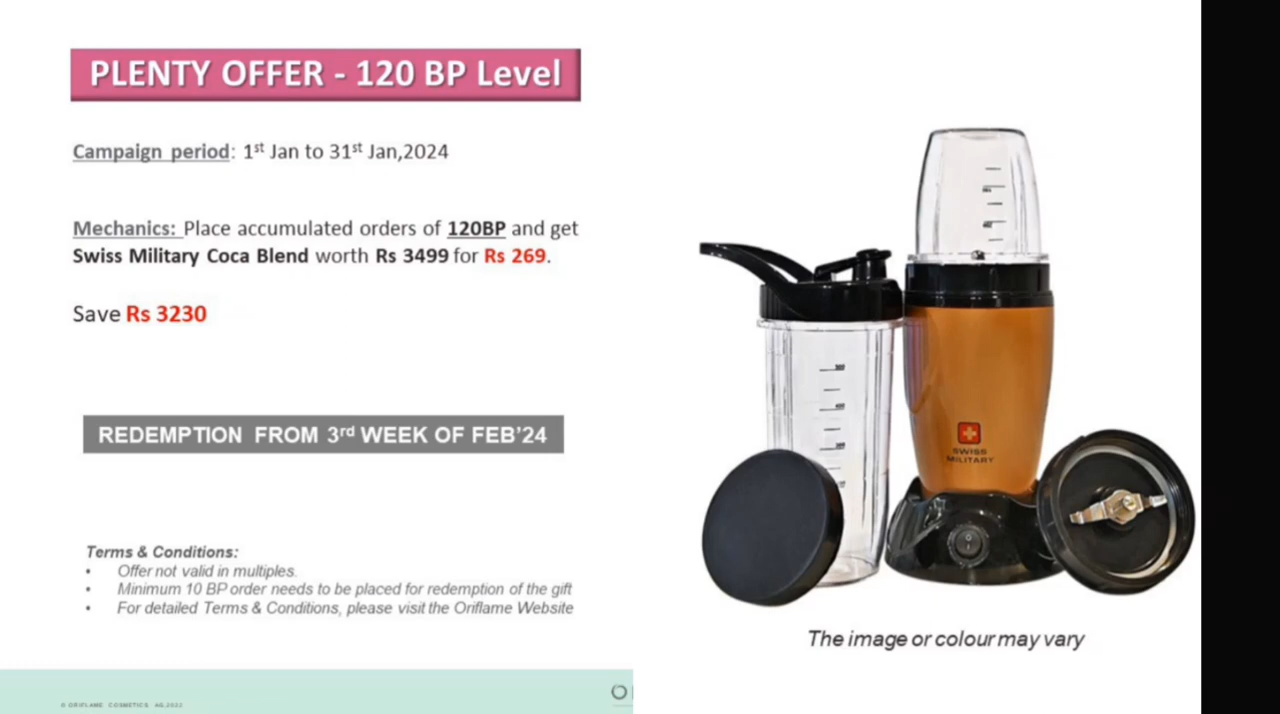 PLENTY OFFER - 120 BP Level
Campaign period: 1st Jan to 31st Jan,2024
Mechanics: Place accumulated orders of 120BP and get
Swiss Military Coca Blend worth Rs 3499 for Rs 269.
Save Rs 3230
REDEMPTION FROM 3rd WEEK OF FEB'24
Terms & Conditions:
• Offer not valid in multiples.
• Minimum 10 BP order needs to be placed for redemption of the gift
• For detailed Terms & Conditions, please visit the Oriflame Website
© ORIFLAME COSMETICS AG,2022
SWISS
MILITARY
The image or colour may vary